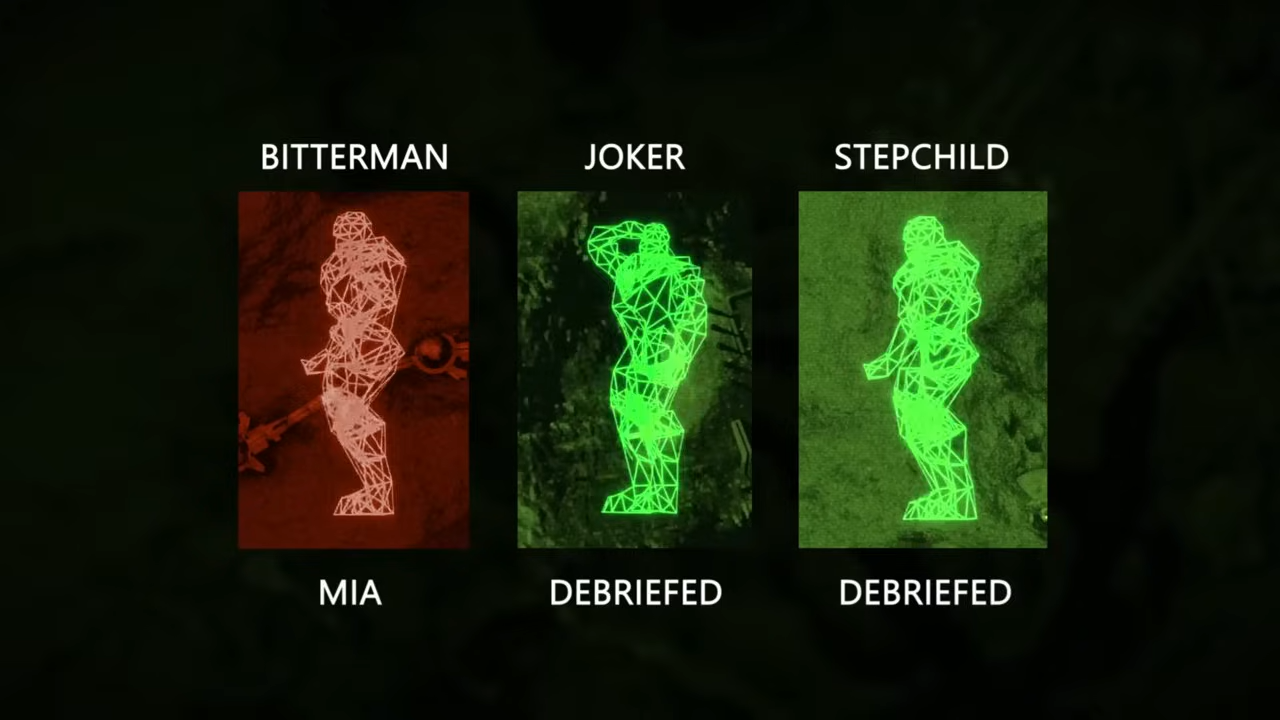 BITTERMAN
JOKER
STEPCHILD
MIA
DEBRIEFED
DEBRIEFED